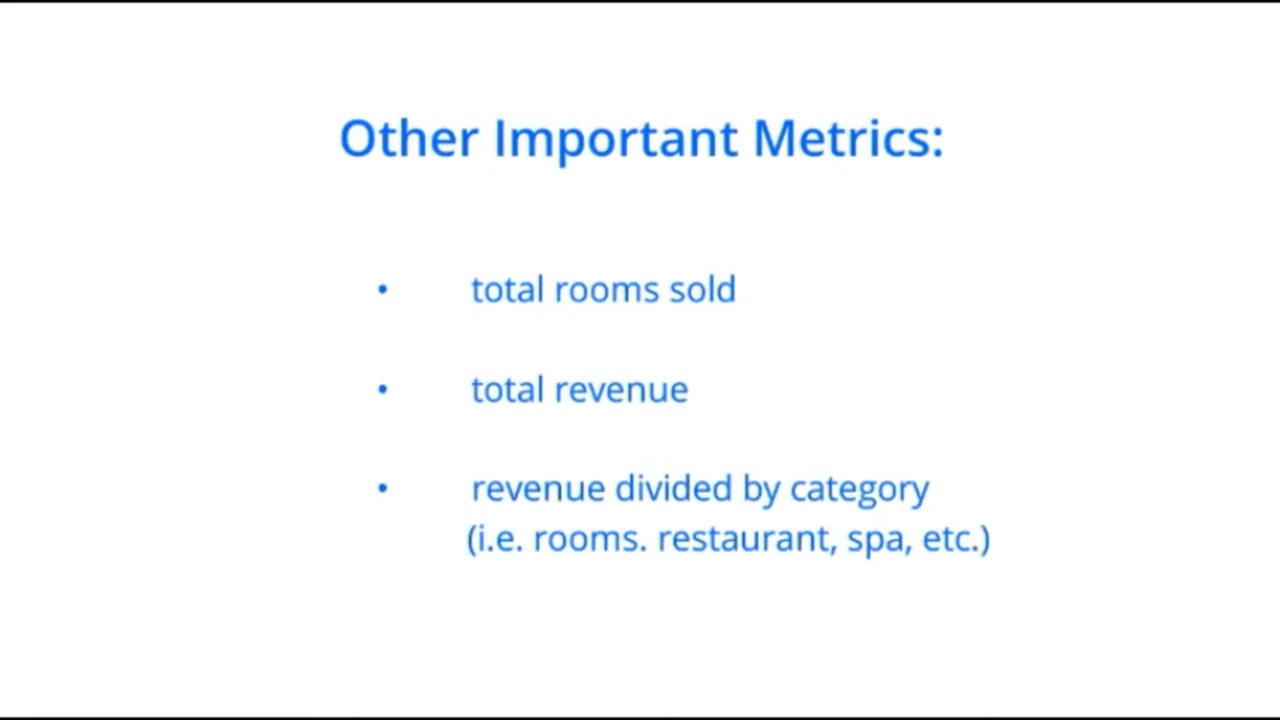 Other Important Metrics:
• total rooms sold
• total revenue
• revenue divided by category
(i.e. rooms. restaurant, spa, etc.)